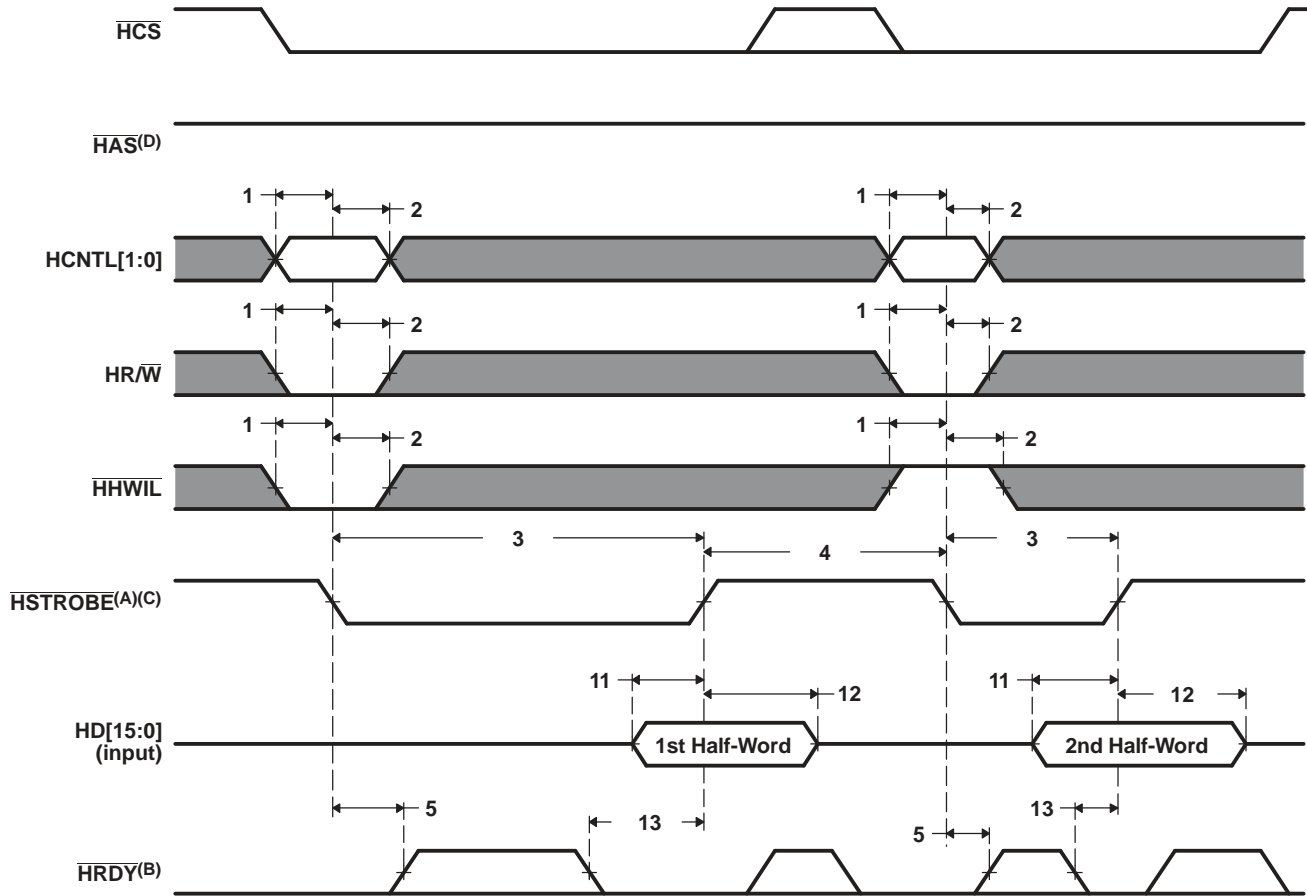 HCS
HAS(D)
1
1
2
2
HCNTL[1:0]
1
1
2
2
HR/W
1
1
2
2
HHWIL
3
4
3
HSTROBE(A)(C)
11
12
11
12
HD[15:0]
(input)
1st Half-Word
2nd Half-Word
5
13
5
13
HRDY(B)